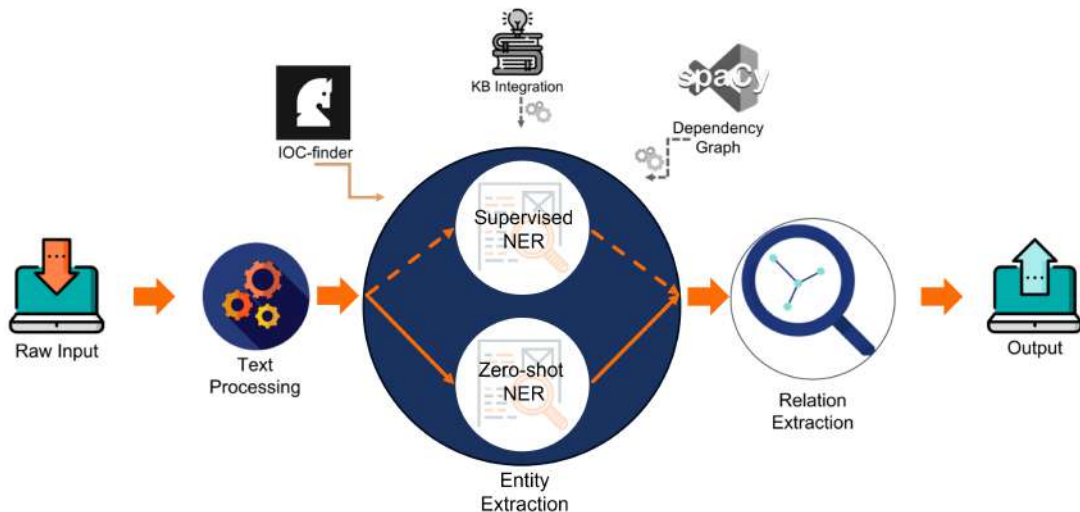 KB Integration
spaCy
IOC-finder
Dependency
Graph
Supervised
NER
Raw Input
Text
Processing
Zero-shot
NER
Relation
Extraction
Output
Entity
Extraction